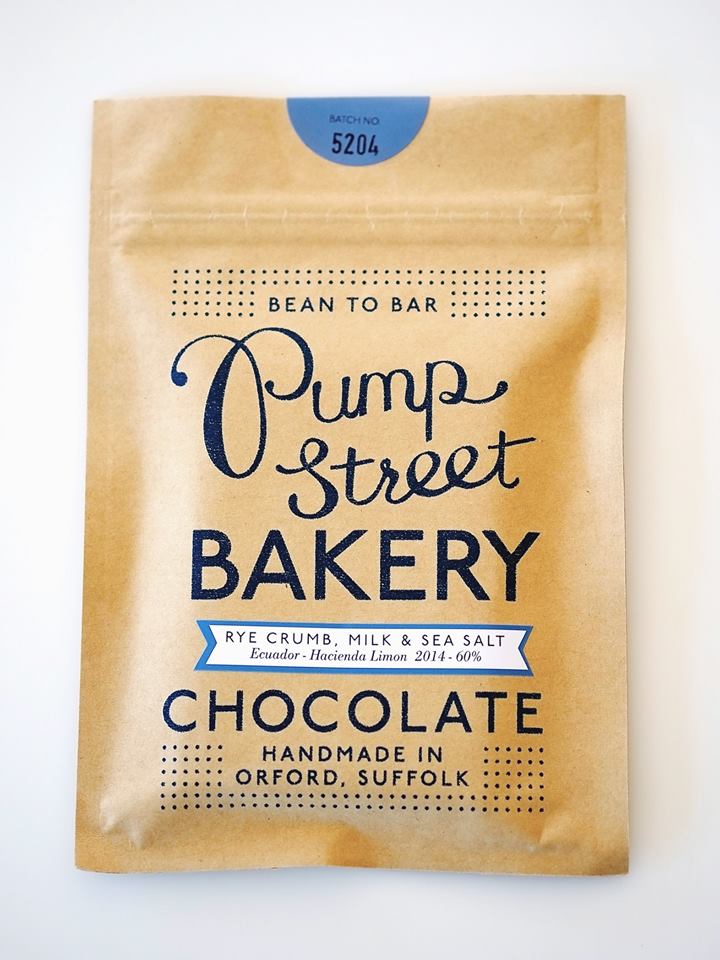 BATCH NO.
5204
BEAN TO BAR
Pump
Street
BAKERY
RYE CRUMB, MILK & SEA SALT
Ecuador - Hacienda Limon 2014 - 60%
CHOCOLATE
HANDMADE IN
ORFORD, SUFFOLK